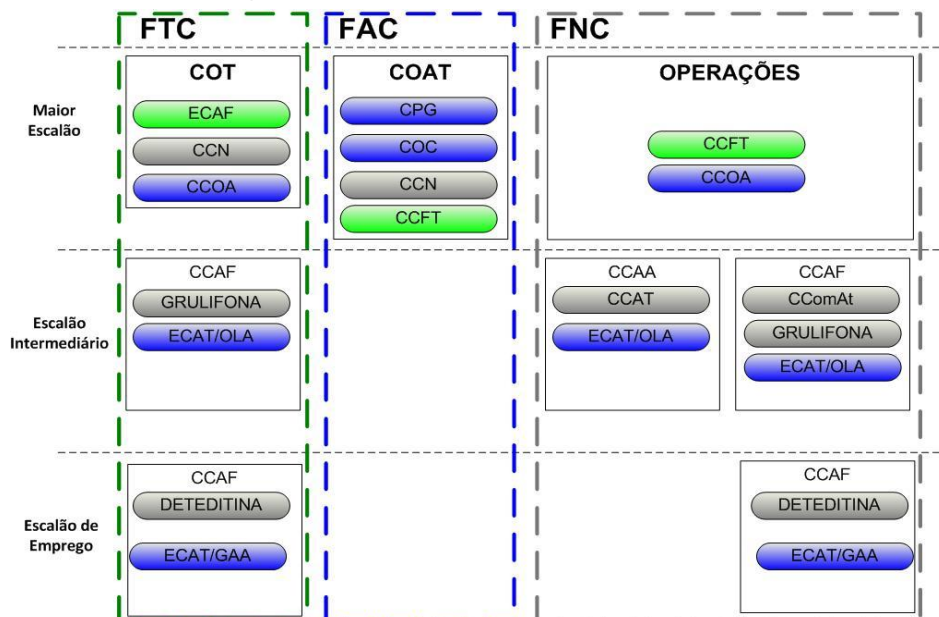 FTC
FAC
FNC
Maior
Escalão
COT
ECAF
CCN
CCOA
COAT
CPG
COC
CCN
CCFT
OPERAÇÕES
CCFT
CCOA
Escalão
Intermediário
CCAF
GRULIFONA
ECAT/OLA
CCAA
CCAT
ECAT/OLA
CCAF
CComAt
GRULIFONA
ECAT/OLA
Escalão de
Emprego
CCAF
DETEDITINA
ECAT/GAA
CCAF
DETEDITINA
ECAT/GAA